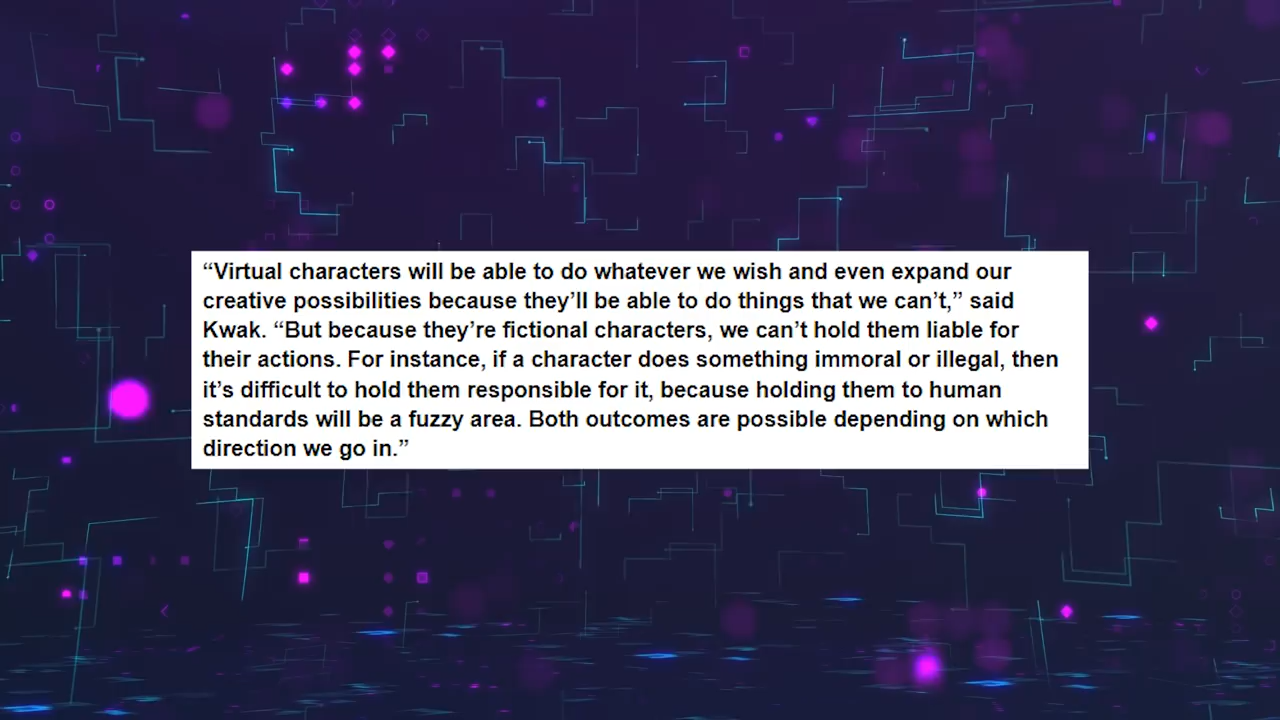 “Virtual characters will be able to do whatever we wish and even expand our
creative possibilities because they’ll be able to do things that we can’t,” said
Kwak. “But because they’re fictional characters, we can’t hold them liable for
their actions. For instance, if a character does something immoral or illegal, then
it’s difficult to hold them responsible for it, because holding them to human
standards will be a fuzzy area. Both outcomes are possible depending on which
direction we go in.”